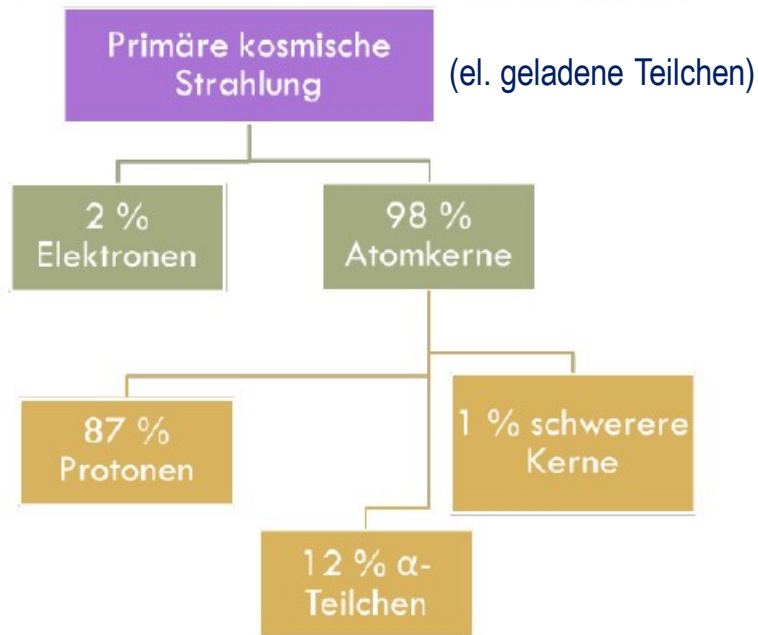 Primäre kosmische
Strahlung
(el. geladene Teilchen)
2 %
Elektronen
98 %
Atomkerne
87 %
Protonen
1 % schwerere
Kerne
12 % α-
Teilchen